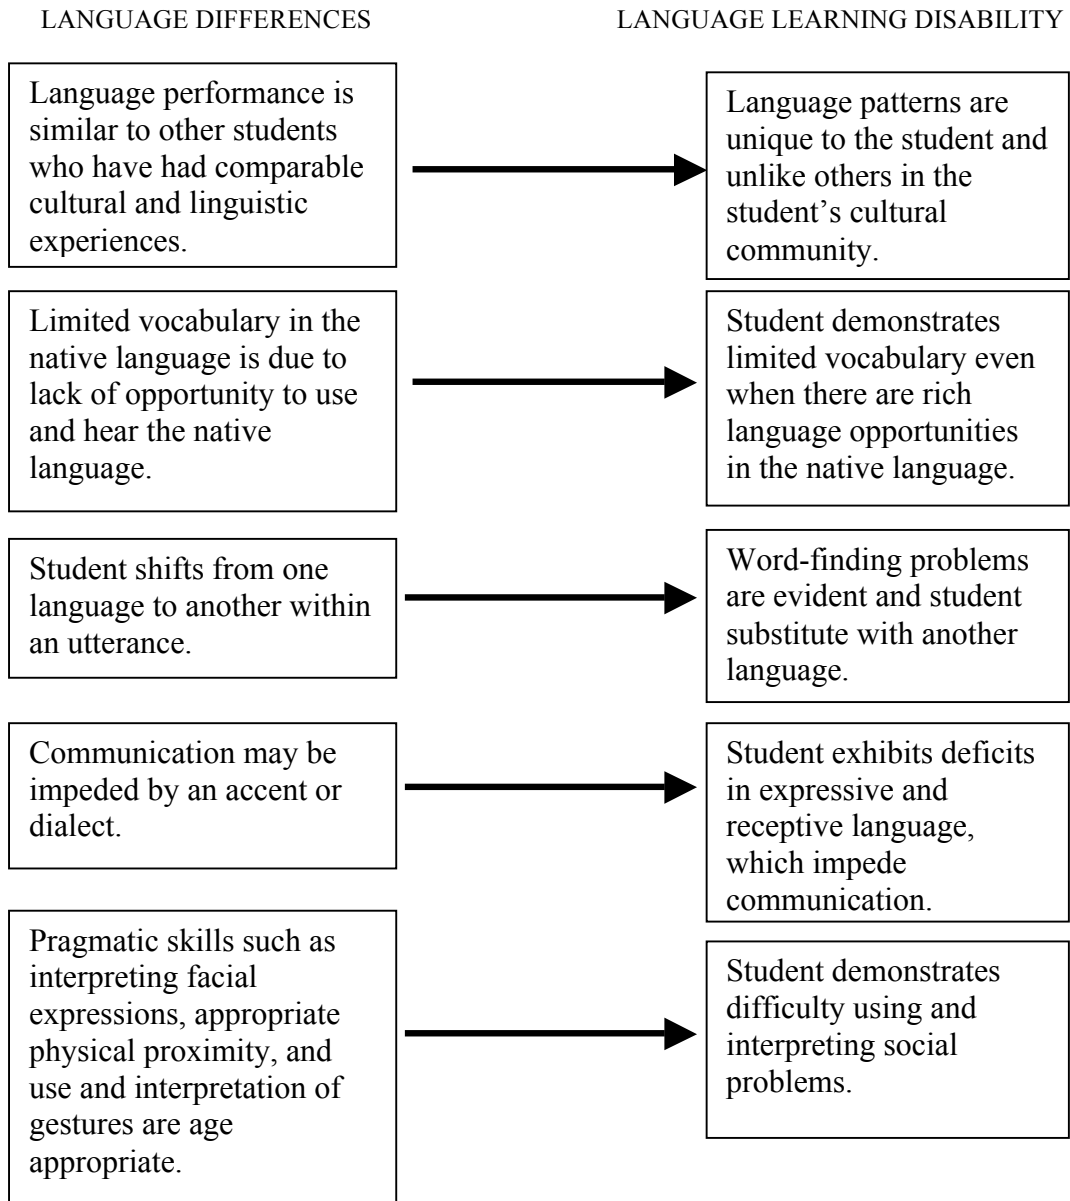 LANGUAGE DIFFERENCES
LANGUAGE LEARNING DISABILITY
Language performance is
similar to other students
who have had comparable
cultural and linguistic
experiences.
Language patterns are
unique to the student and
unlike others in the
student’s cultural
community.
Limited vocabulary in the
native language is due to
lack of opportunity to use
and hear the native
language.
Student demonstrates
limited vocabulary even
when there are rich
language opportunities
in the native language.
Student shifts from one
language to another within
an utterance.
Word-finding problems
are evident and student
substitute with another
language.
Communication may be
impeded by an accent or
dialect.
Student exhibits deficits
in expressive and
receptive language,
which impede
communication.
Pragmatic skills such as
interpreting facial
expressions, appropriate
physical proximity, and
use and interpretation of
gestures are age
appropriate.
Student demonstrates
difficulty using and
interpreting social
problems.